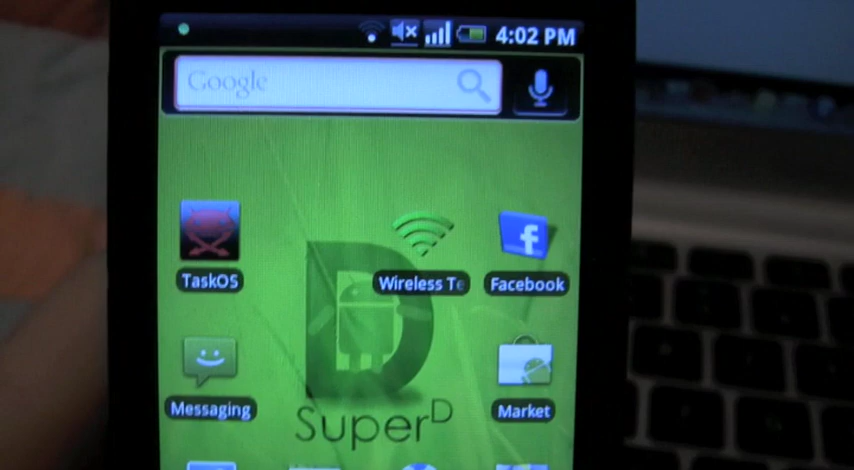 4:02 PM
Google
TaskOS
Wireless Te
Facebook
Messaging
Market
SuperD